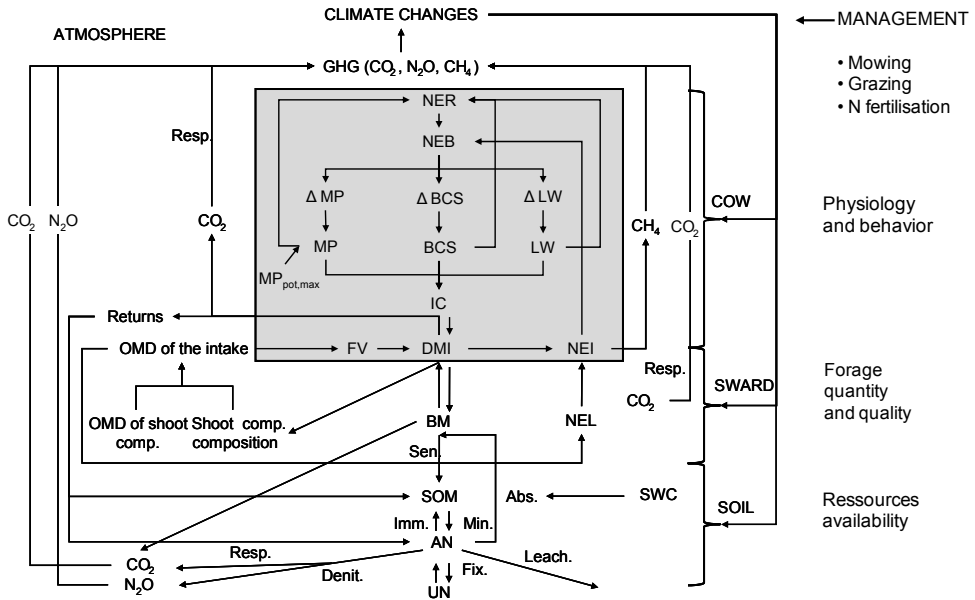 CLIMATE CHANGES
MANAGEMENT
ATMOSPHERE
GHG (CO₂, N₂O, CH₄)
• Mowing
• Grazing
• N fertilisation
NER
Resp.
NEB
Δ MP
Δ BCS
Δ LW
COW
Physiology
and behavior
CO₂
N₂O
CO₂
CH₄
CO₂
MP
BCS
LW
MPpot,max
IC
Returns
OMD of the intake
FV
DMI
NEI
Resp.
SWARD
Forage
quantity
and quality
CO₂
OMD of shoot
comp.
Shoot comp.
composition
BM
NEL
Sen.
SOM
Abs.
SWC
SOIL
Ressources
availability
Imm.
Min.
AN
Resp.
Leach.
CO₂
Denit.
Fix.
N₂O
UN